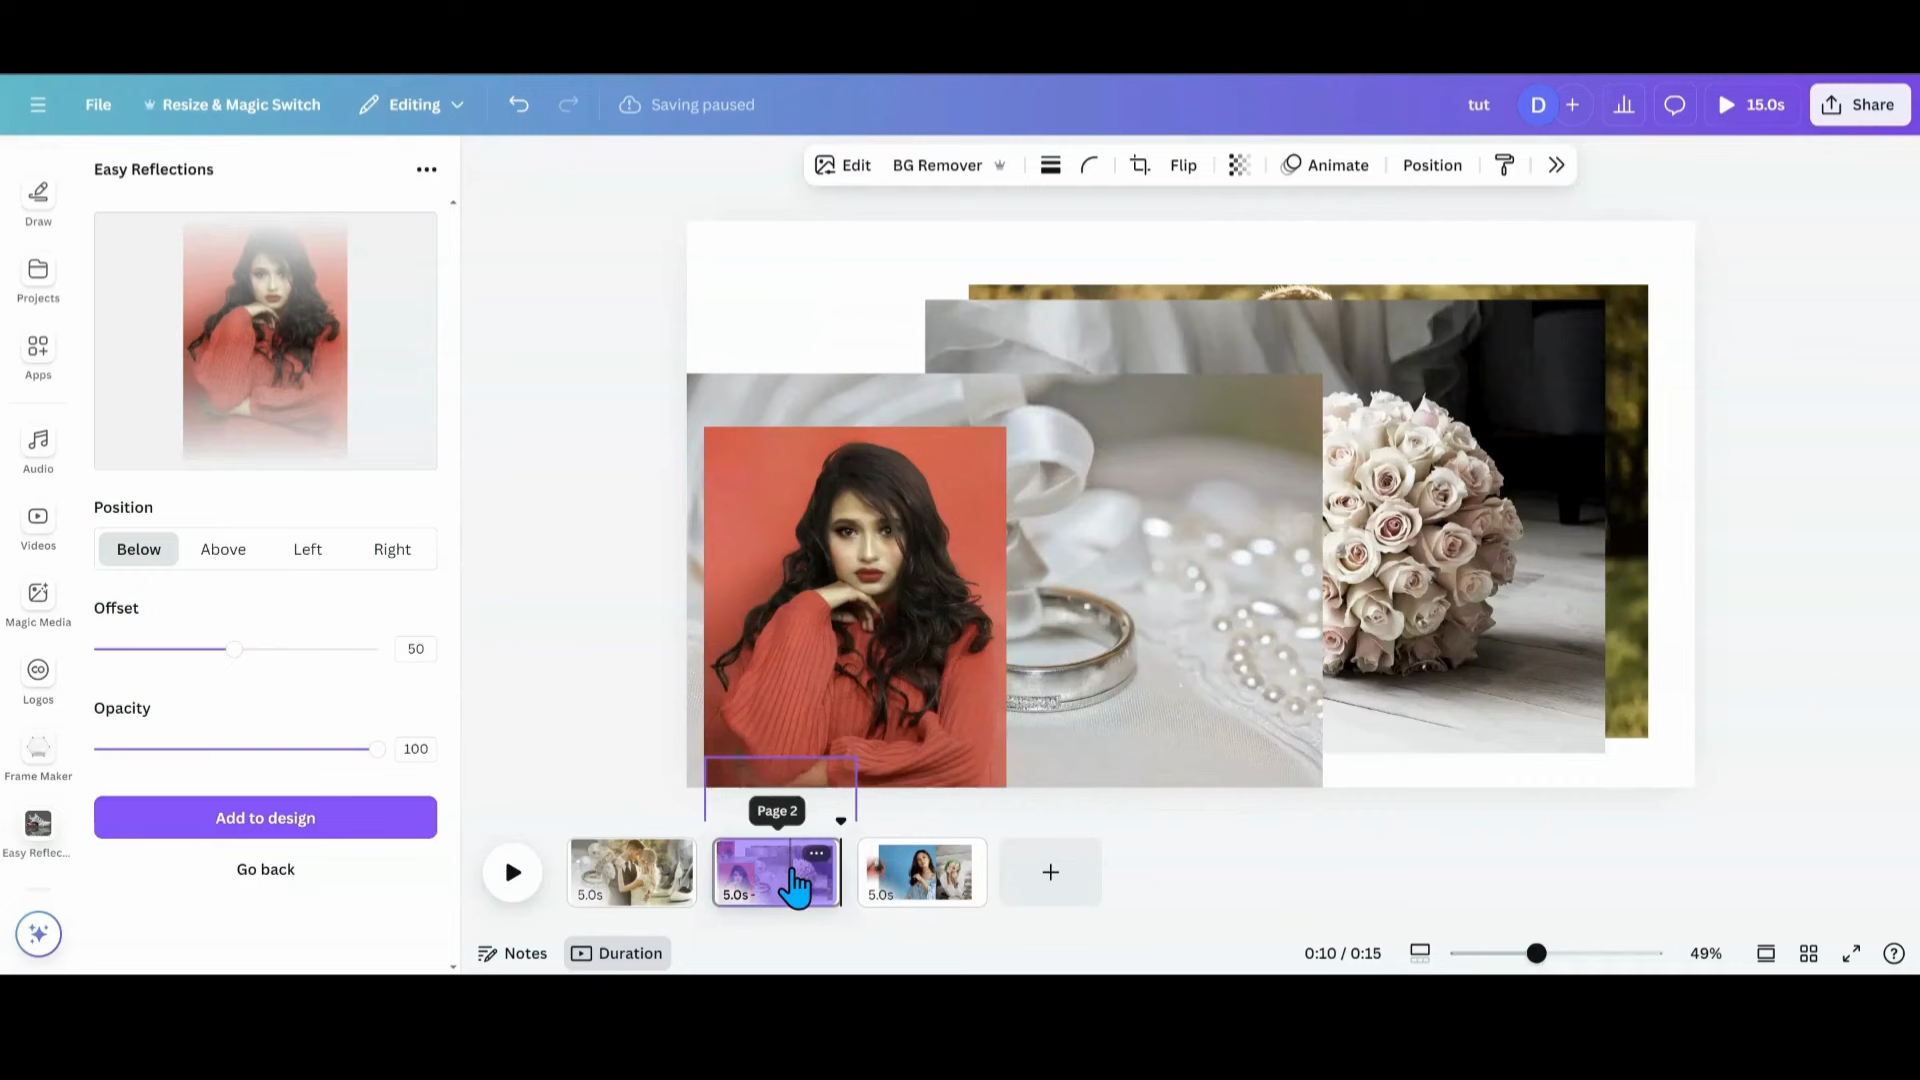 File
Resize & Magic Switch
Editing
Saving paused
tut
D
+
15.0s
Share
Draw
Projects
Apps
Audio
Videos
Magic Media
Logos
Frame Maker
Easy Reflec...
Easy Reflections
Position
Below
Above
Left
Right
Offset
50
Opacity
100
Add to design
Go back
Edit
BG Remover
Flip
Animate
Position
Page 2
5.0s
5.0s
5.0s
Notes
Duration
0:10 / 0:15
49%